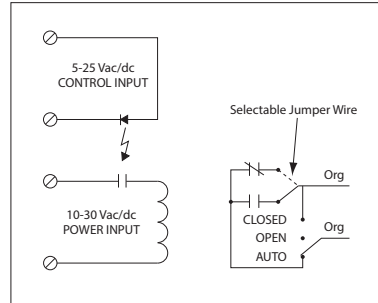 5-25 Vac/dc
CONTROL INPUT
Selectable Jumper Wire
Org
10-30 Vac/dc
POWER INPUT
CLOSED
OPEN
AUTO
Org